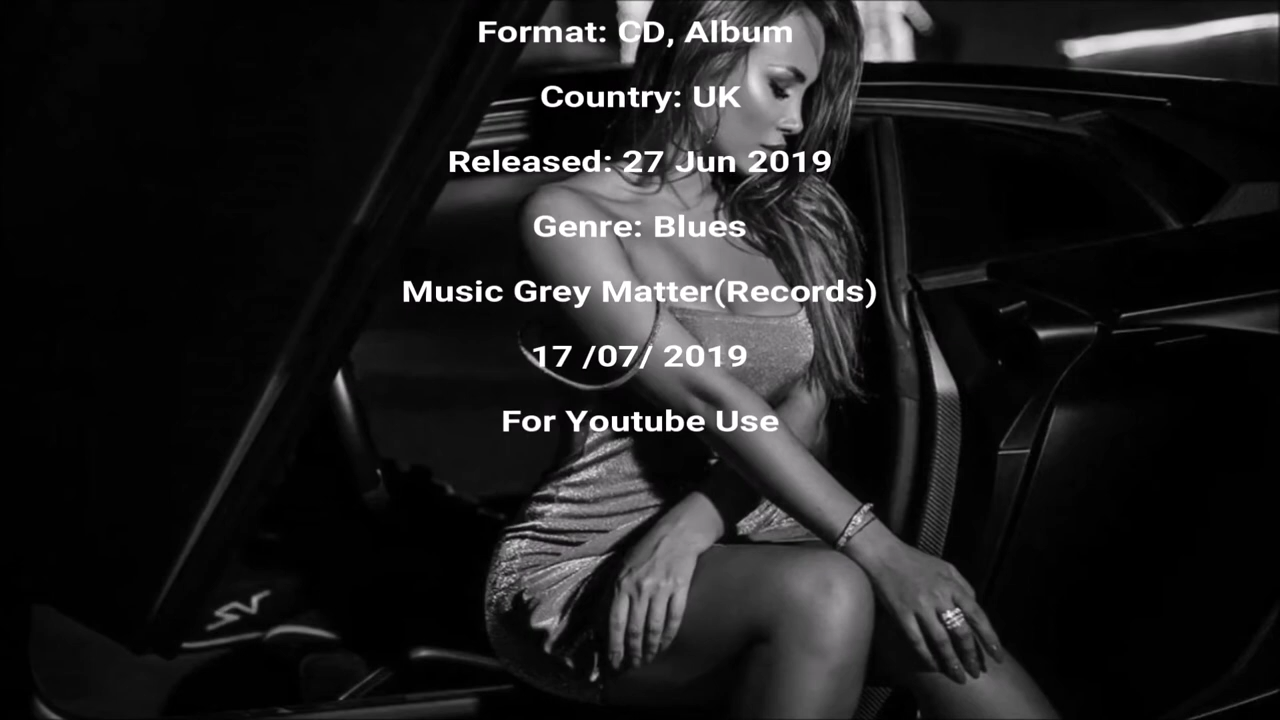 Format: CD, Album
Country: UK
Released: 27 Jun 2019
Genre: Blues
Music Grey Matter(Records)
17 /07/ 2019
For Youtube Use